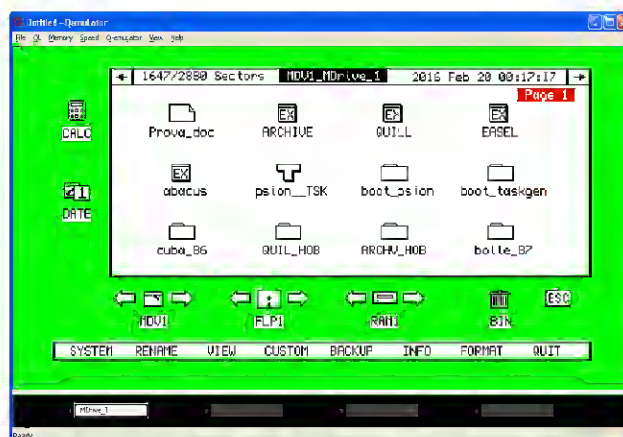 Untitled - Qemulator
File QL Memory Speed Q-emulator View Help
1647/2880 Sectors MDV1_MDrive_1 2016 Feb 20 00:17:17
Page 1
CALC
Prova_doc ARCHIVE QUILL EASEL
DATE
abacus psion__TSK boot_psion boot_taskgen
cuba_86 QUIL_HOB ARCHV_HOB bolle_87
MDV1 FLP1 RAM1 BIN ESC
SYSTEM RENAME VIEW CUSTOM BACKUP INFO FORMAT QUIT
MDrive_1
Ready